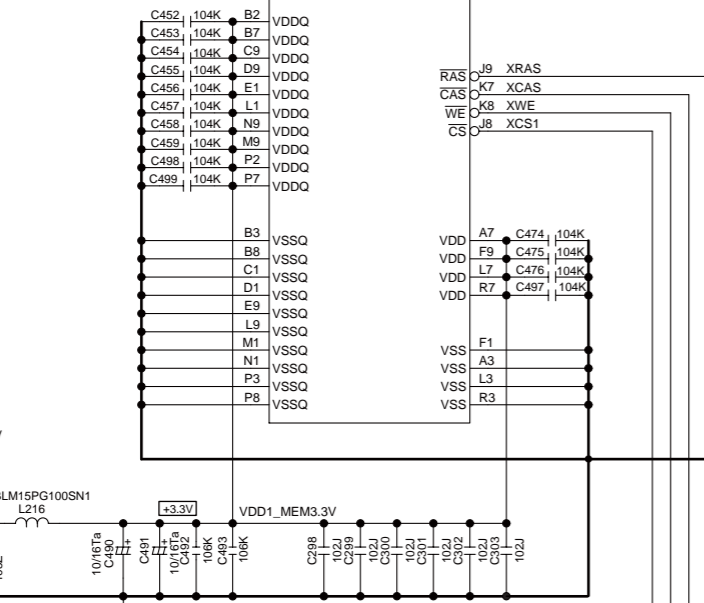 C452 104K B2 VDDQ
C453 104K B7 VDDQ
C454 104K C9 VDDQ
C455 104K D9 VDDQ
C456 104K E1 VDDQ
C457 104K L1 VDDQ
C458 104K N9 VDDQ
C459 104K M9 VDDQ
C498 104K P2 VDDQ
C499 104K P7 VDDQ
RAS J9 XRAS
CAS K7 XCAS
WE K8 XWE
CS J8 XCS1
B3 VSSQ
B8 VSSQ
C1 VSSQ
D1 VSSQ
E9 VSSQ
L9 VSSQ
M1 VSSQ
N1 VSSQ
P3 VSSQ
P8 VSSQ
VDD A7 C474 104K
VDD F9 C475 104K
VDD L7 C476 104K
VDD R7 C497 104K
VSS F1
VSS A3
VSS L3
VSS R3
LM15PG100SN1
L216
+3.3V
VDD1_MEM3.3V
10/16Ta
C490
+
C491
+
10/16Ta
C492
106K
C493
106K
C298
102J
C299
102J
C300
102J
C301
102J
C302
102J
C303
102J